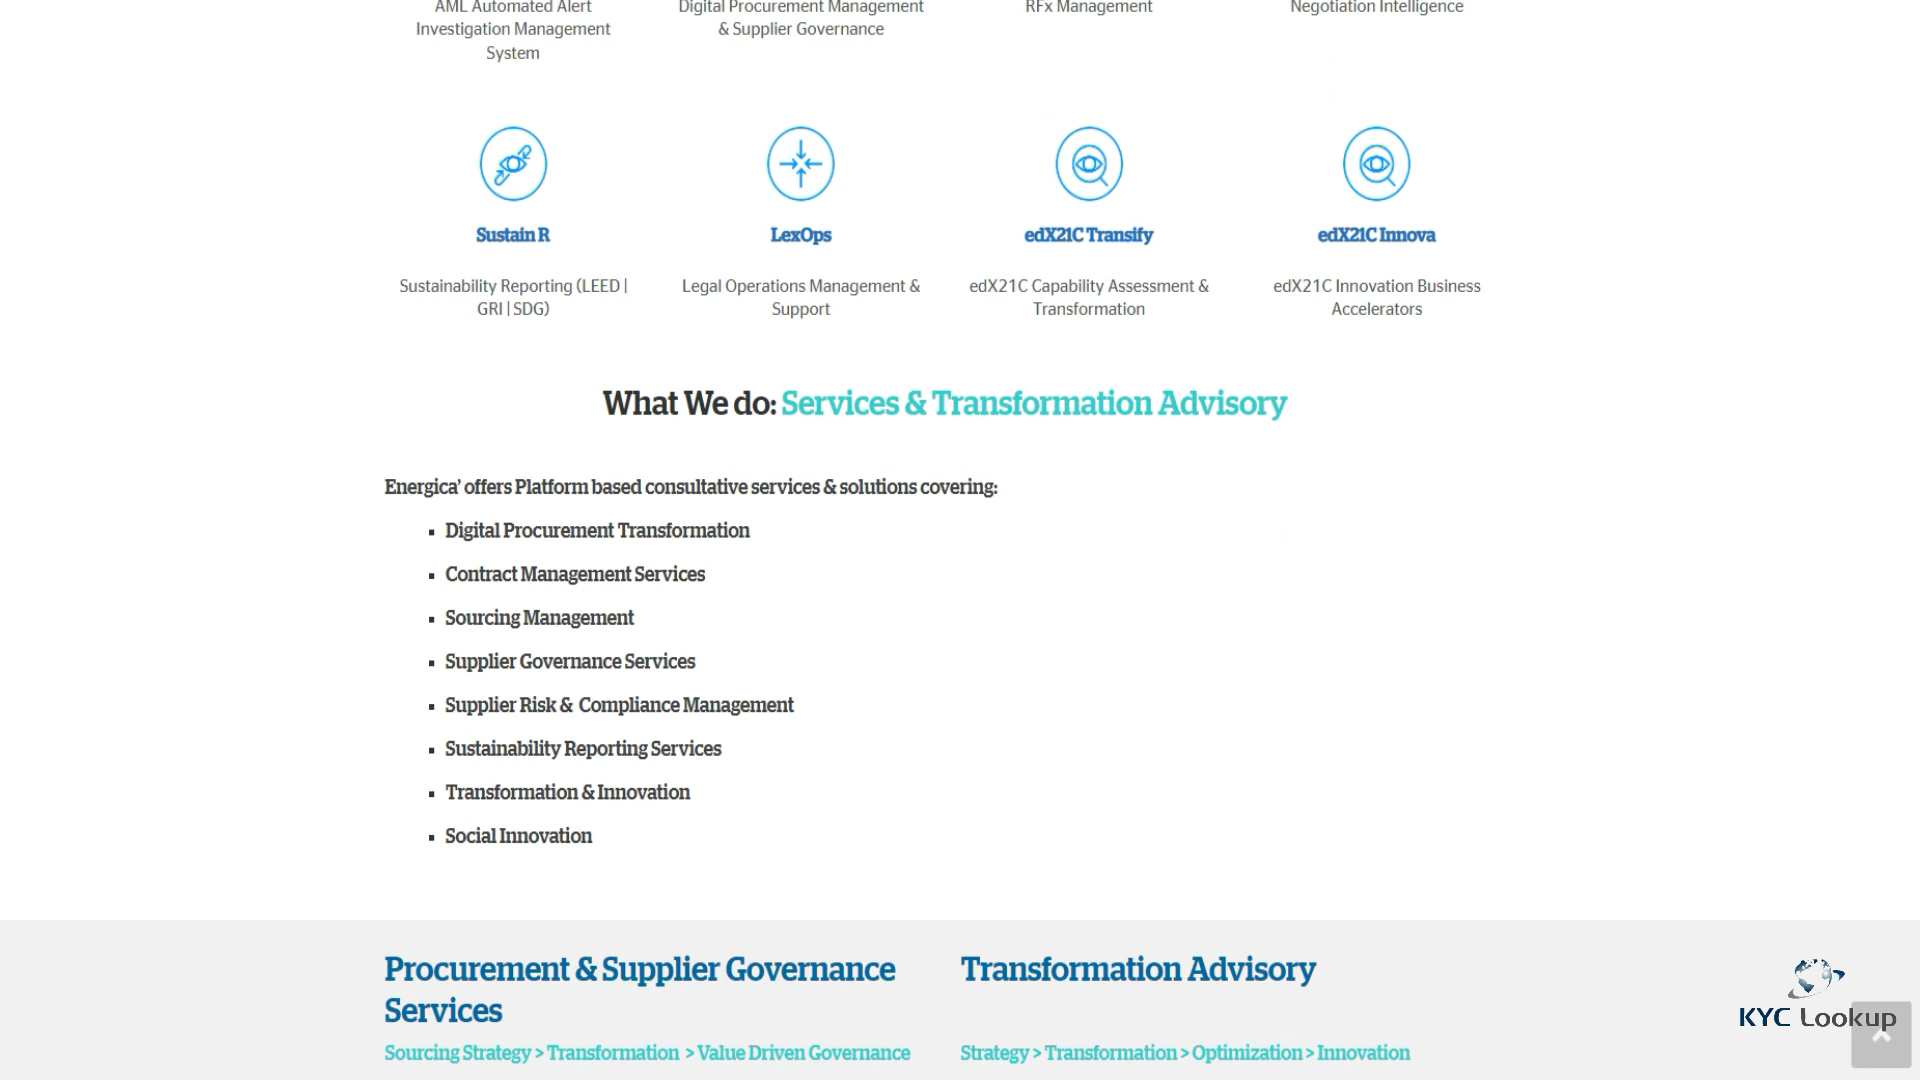 AML Automated Alert
Investigation Management
System
Digital Procurement Management
& Supplier Governance
RFx Management
Negotiation Intelligence
Sustain R
LexOps
edX21C Transify
edX21C Innova
Sustainability Reporting (LEED |
GRI | SDG)
Legal Operations Management &
Support
edX21C Capability Assessment &
Transformation
edX21C Innovation Business
Accelerators
What We do: Services & Transformation Advisory
Energica’ offers Platform based consultative services & solutions covering:
▪ Digital Procurement Transformation
▪ Contract Management Services
▪ Sourcing Management
▪ Supplier Governance Services
▪ Supplier Risk &  Compliance Management
▪ Sustainability Reporting Services
▪ Transformation & Innovation
▪ Social Innovation
Procurement & Supplier Governance
Services
Sourcing Strategy > Transformation  > Value Driven Governance
Transformation Advisory
Strategy > Transformation > Optimization > Innovation
KYC Lookup